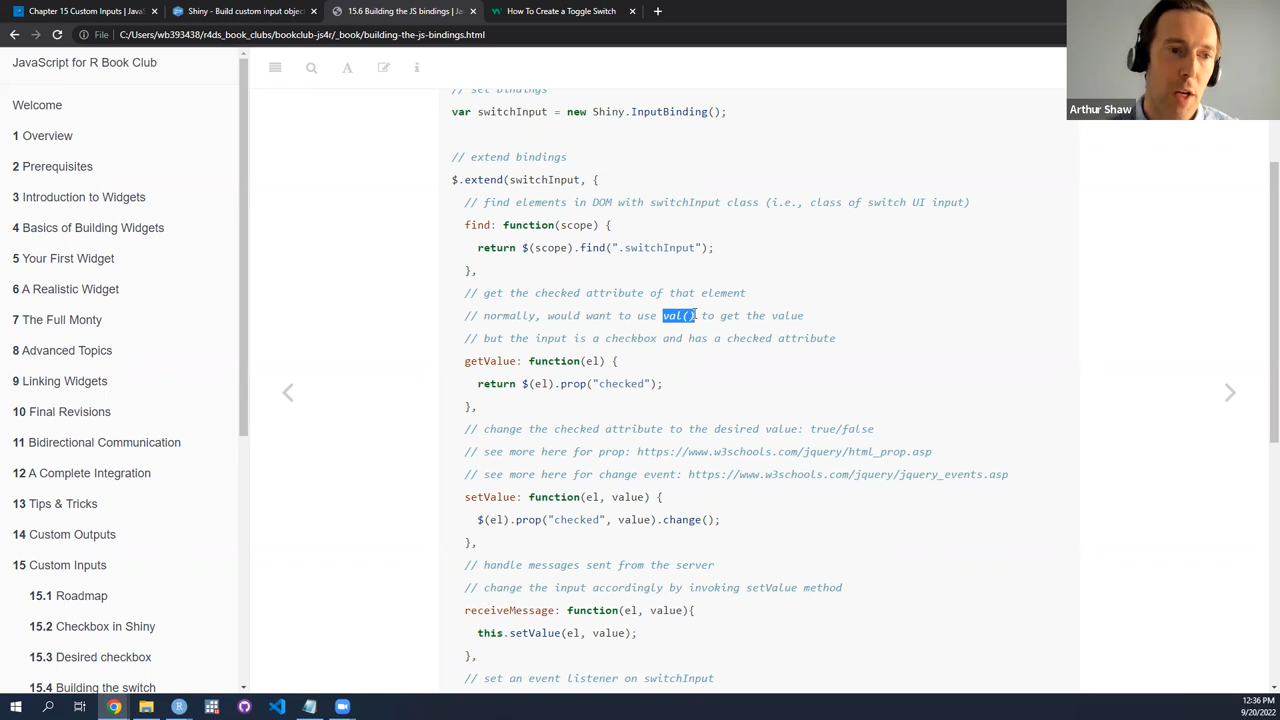 Chapter 15 Custom Inputs | JavaS
Shiny - Build custom input objec
15.6 Building the JS bindings | J
How To Create a Toggle Switch
File | C:/Users/wb393438/r4ds_book_clubs/bookclub-js4r/_book/building-the-js-bindings.html
JavaScript for R Book Club
Welcome
1 Overview
2 Prerequisites
3 Introduction to Widgets
4 Basics of Building Widgets
5 Your First Widget
6 A Realistic Widget
7 The Full Monty
8 Advanced Topics
9 Linking Widgets
10 Final Revisions
11 Bidirectional Communication
12 A Complete Integration
13 Tips & Tricks
14 Custom Outputs
15 Custom Inputs
15.1 Roadmap
15.2 Checkbox in Shiny
15.3 Desired checkbox
15.4 Building the switch
// set bindings
var switchInput = new Shiny.InputBinding();
// extend bindings
$.extend(switchInput, {
// find elements in DOM with switchInput class (i.e., class of switch UI input)
find: function(scope) {
return $(scope).find(".switchInput");
},
// get the checked attribute of that element
// normally, would want to use val() to get the value
// but the input is a checkbox and has a checked attribute
getValue: function(el) {
return $(el).prop("checked");
},
// change the checked attribute to the desired value: true/false
// see more here for prop: https://www.w3schools.com/jquery/html_prop.asp
// see more here for change event: https://www.w3schools.com/jquery/jquery_events.asp
setValue: function(el, value) {
$(el).prop("checked", value).change();
},
// handle messages sent from the server
// change the input accordingly by invoking setValue method
receiveMessage: function(el, value){
this.setValue(el, value);
},
// set an event listener on switchInput
Arthur Shaw
12:36 PM
9/20/2022